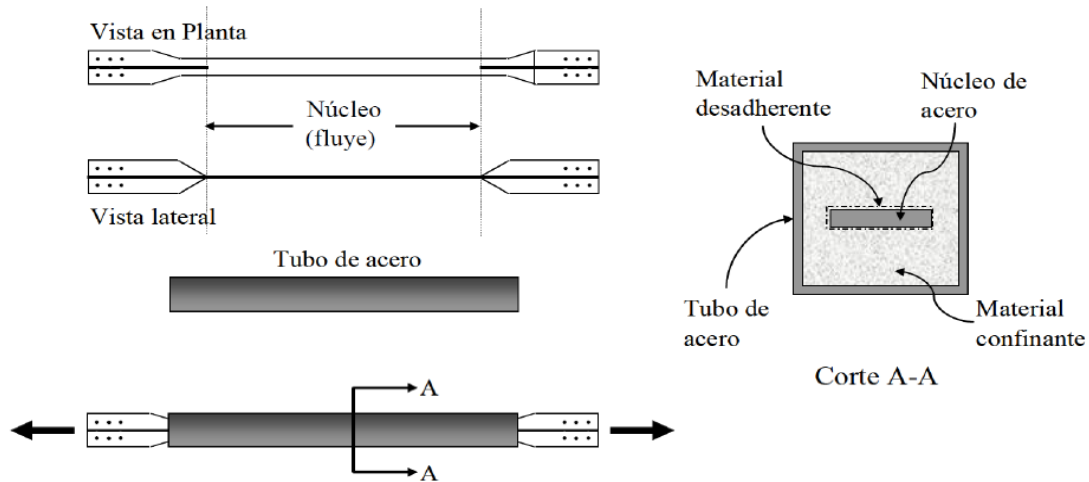 Vista en Planta
Núcleo
(fluye)
Vista lateral
Tubo de acero
A
A
Material
desadherente
Núcleo de
acero
Tubo de
acero
Material
confinante
Corte A-A